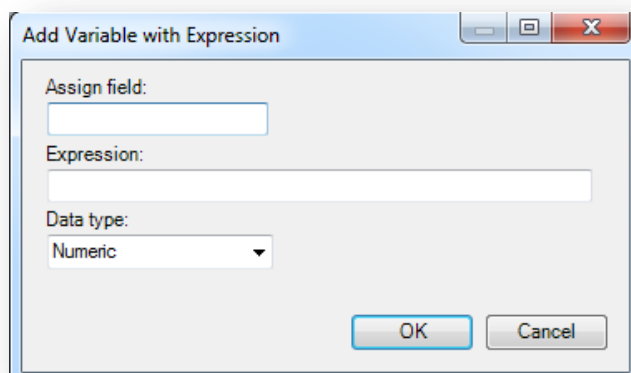 Add Variable with Expression
Assign field:
Expression:
Data type:
Numeric
OK Cancel